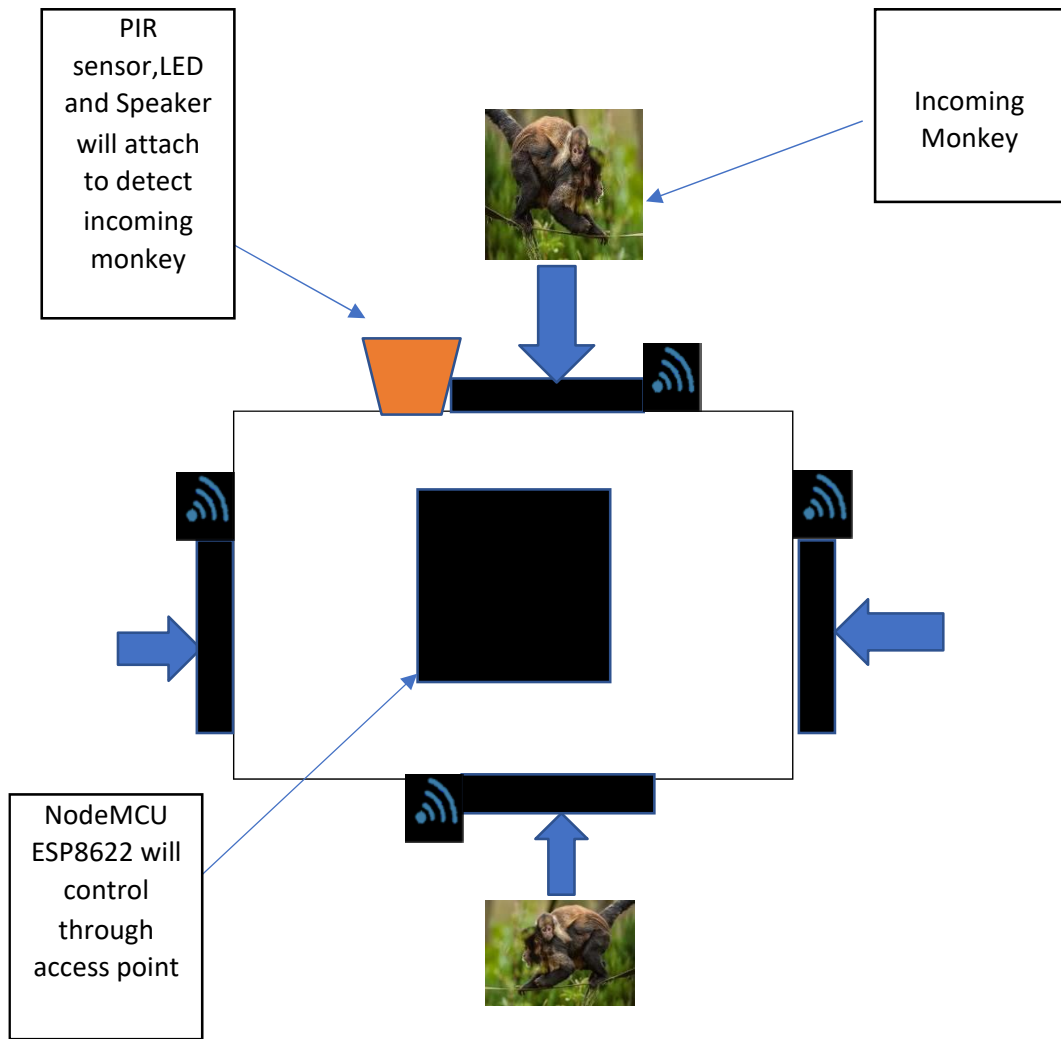 PIR
sensor,LED
and Speaker
will attach
to detect
incoming
monkey
Incoming
Monkey
NodeMCU
ESP8622 will
control
through
access point